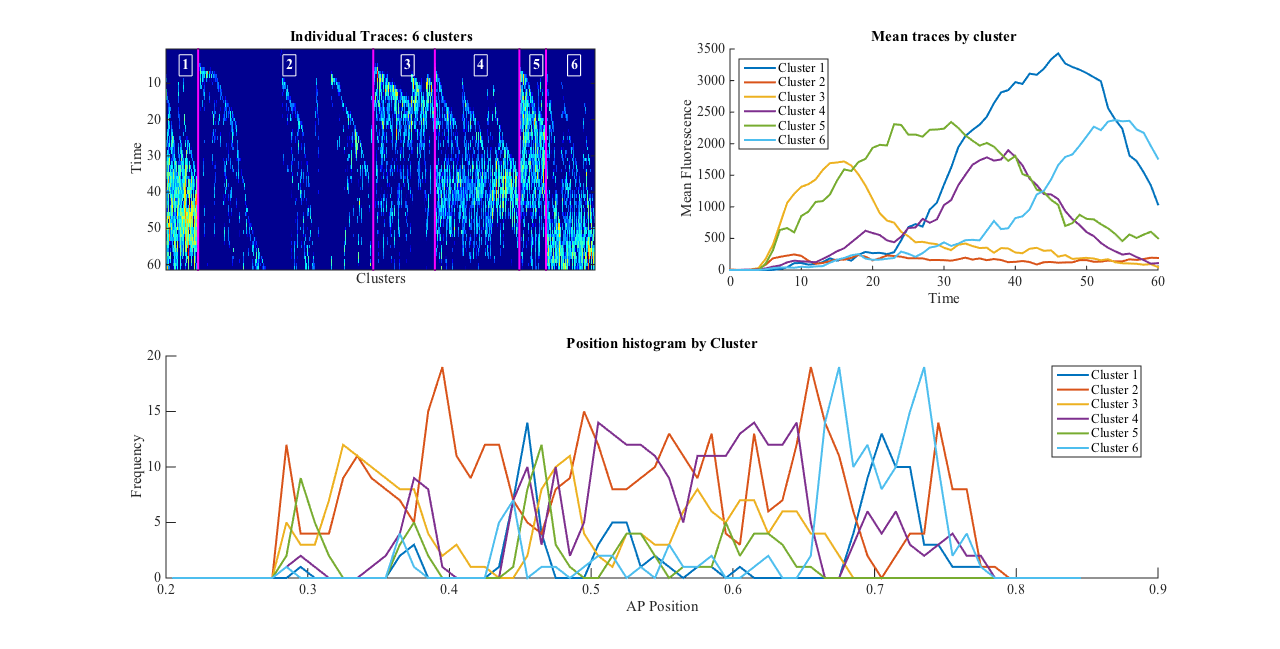 Individual Traces: 6 clusters
1 2 3 4 5 6
10
20
30
40
50
60
Time
Clusters
Mean traces by cluster
3500
3000
2500
2000
1500
1000
500
0
Mean Fluorescence
Cluster 1
Cluster 2
Cluster 3
Cluster 4
Cluster 5
Cluster 6
0 10 20 30 40 50 60
Time
Position histogram by Cluster
20
15
10
5
0
Frequency
Cluster 1
Cluster 2
Cluster 3
Cluster 4
Cluster 5
Cluster 6
0.2 0.3 0.4 0.5 0.6 0.7 0.8 0.9
AP Position